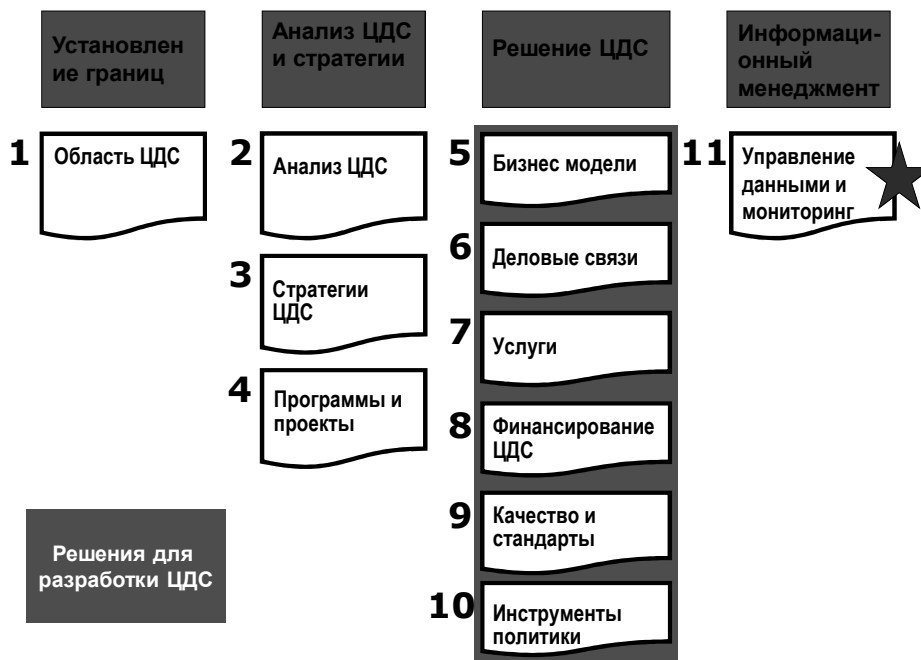 Установлен
ие границ
Анализ ЦДС
и стратегии
Решение ЦДС
Информаци-
онный
менеджмент
1
Область ЦДС
2
Анализ ЦДС
3
Стратегии
ЦДС
4
Программы и
проекты
5
Бизнес модели
6
Деловые связи
7
Услуги
8
Финансирование
ЦДС
9
Качество и
стандарты
10
Инструменты
политики
11
Управление
данными и
мониторинг
Решения для
разработки ЦДС